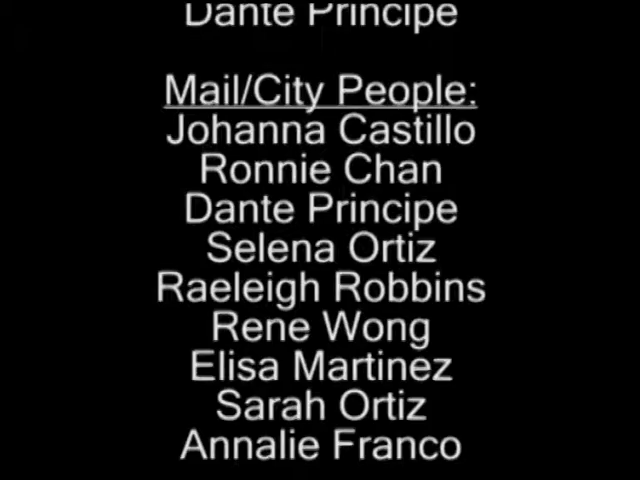 Dante Principe
Mail/City People:
Johanna Castillo
Ronnie Chan
Dante Principe
Selena Ortiz
Raeleigh Robbins
Rene Wong
Elisa Martinez
Sarah Ortiz
Annalie Franco